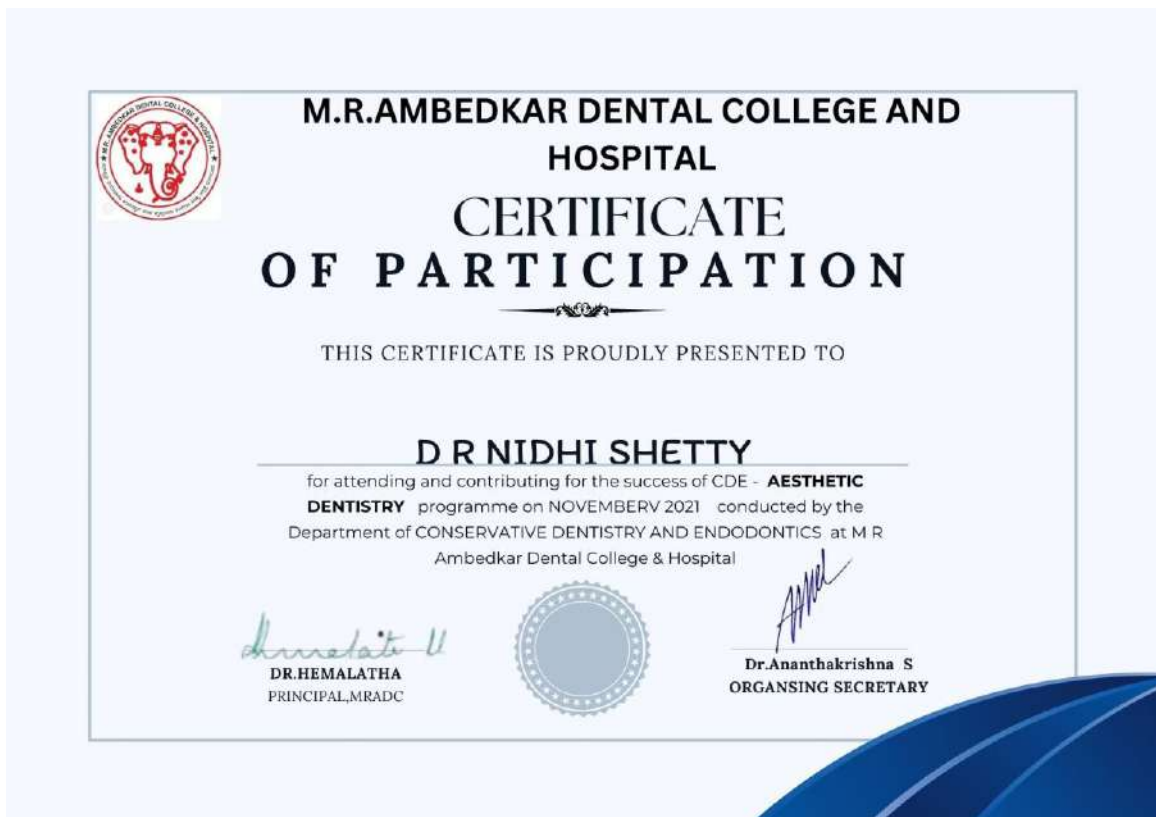 M.R.AMBEDKAR DENTAL COLLEGE AND
HOSPITAL
CERTIFICATE
OF PARTICIPATION
THIS CERTIFICATE IS PROUDLY PRESENTED TO
D R NIDHI SHETTY
for attending and contributing for the success of CDE - AESTHETIC
DENTISTRY programme on NOVEMBERV 2021 conducted by the
Department of CONSERVATIVE DENTISTRY AND ENDODONTICS at M R
Ambedkar Dental College & Hospital
DR.HEMALATHA
PRINCIPAL,MRADC
Dr.Ananthakrishna S
ORGANSING SECRETARY